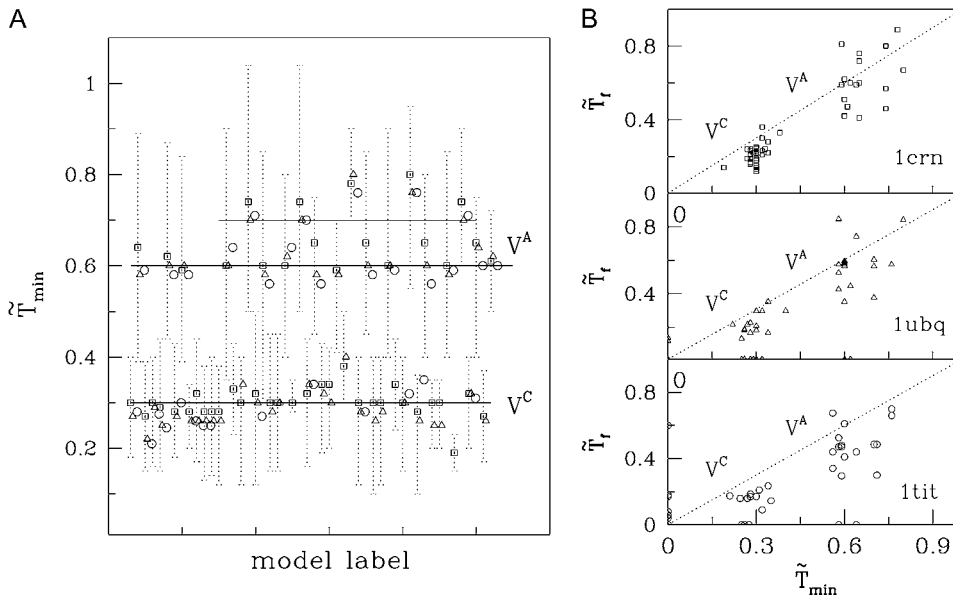 A
1
0.8
0.6
0.4
0.2
T̃min
V^A
V^C
model label
B
0.8
0.4
0
T̃f
V^A
V^C
1crn
0.8
0.4
0
T̃f
V^A
V^C
1ubq
0.8
0.4
0
T̃f
V^A
V^C
1tit
0 0.3 0.6 0.9
T̃min